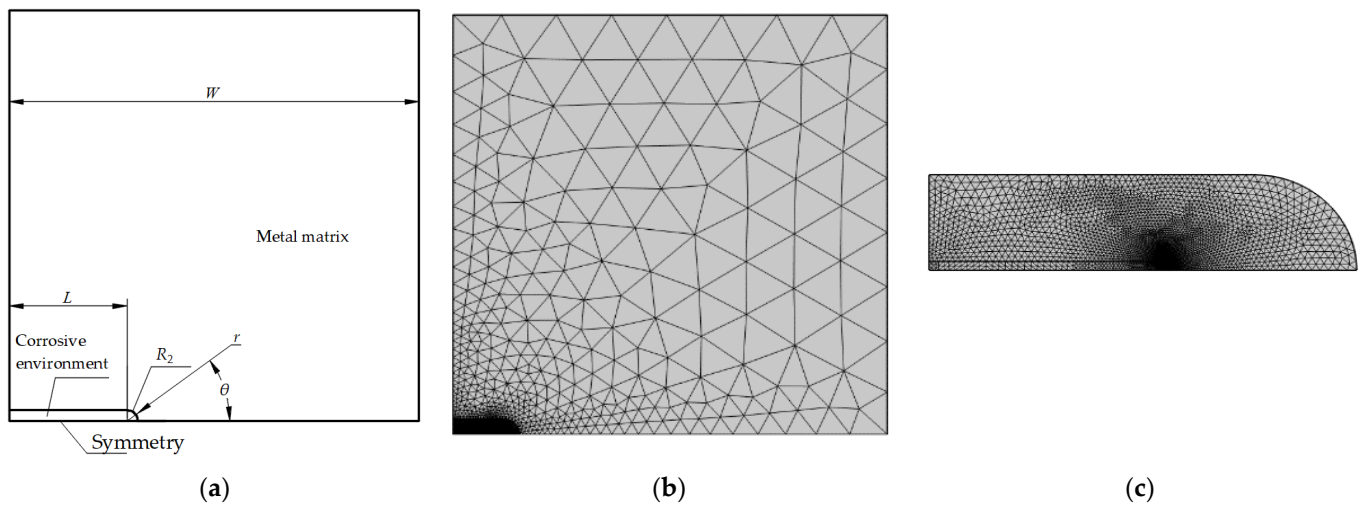 W
Metal matrix
L
r
Corrosive
environment
R2
θ
Symmetry
(a)
(b)
(c)